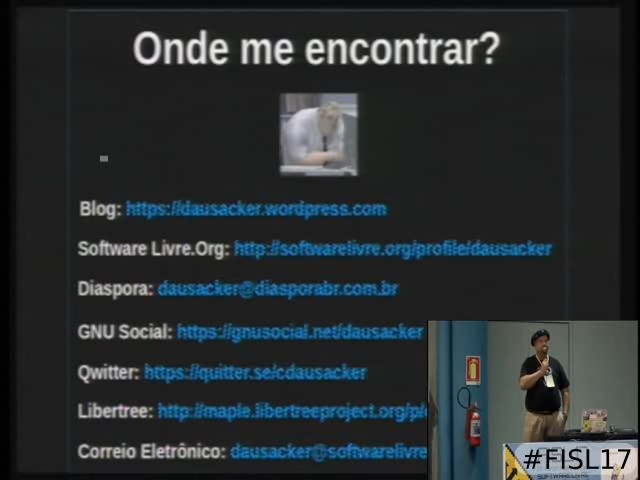 Onde me encontrar?
Blog: https://dausacker.wordpress.com
Software Livre.Org: http://softwarelivre.org/profile/dausacker
Diaspora: dausacker@diasporabr.com.br
GNU Social: https://gnusocial.net/dausacker
Qwitter: https://quitter.se/cdausacker
Libertree: http://maple.libertreeproject.org/p
Correio Eletrônico: dausacker@softwarelivre
#FISL17